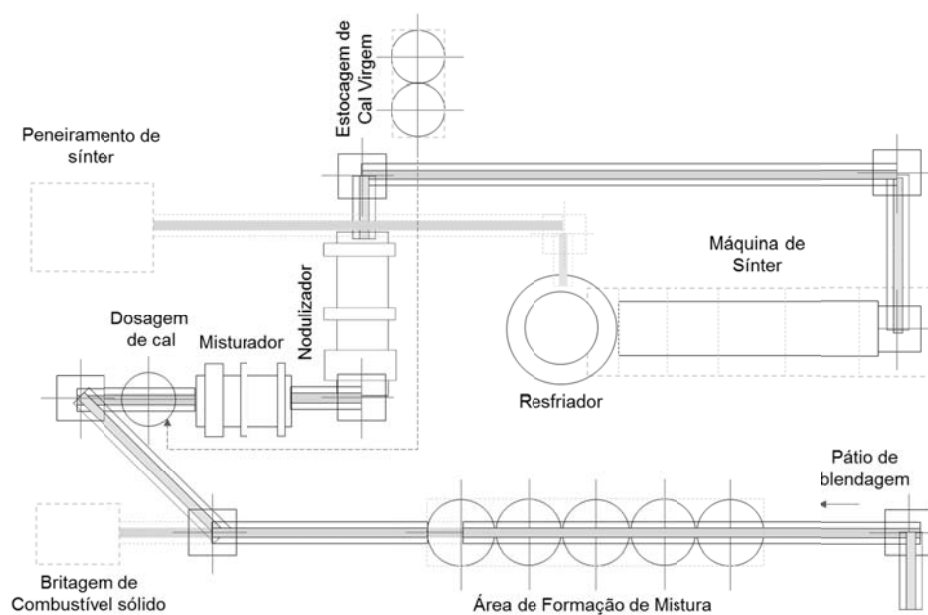 Estocagem de
Cal Virgem
Peneiramento de
sínter
Máquina de
Sínter
Nodulizador
Dosagem
de cal
Misturador
Resfriador
Pátio de
blendagem
Britagem de
Combustível sólido
Área de Formação de Mistura